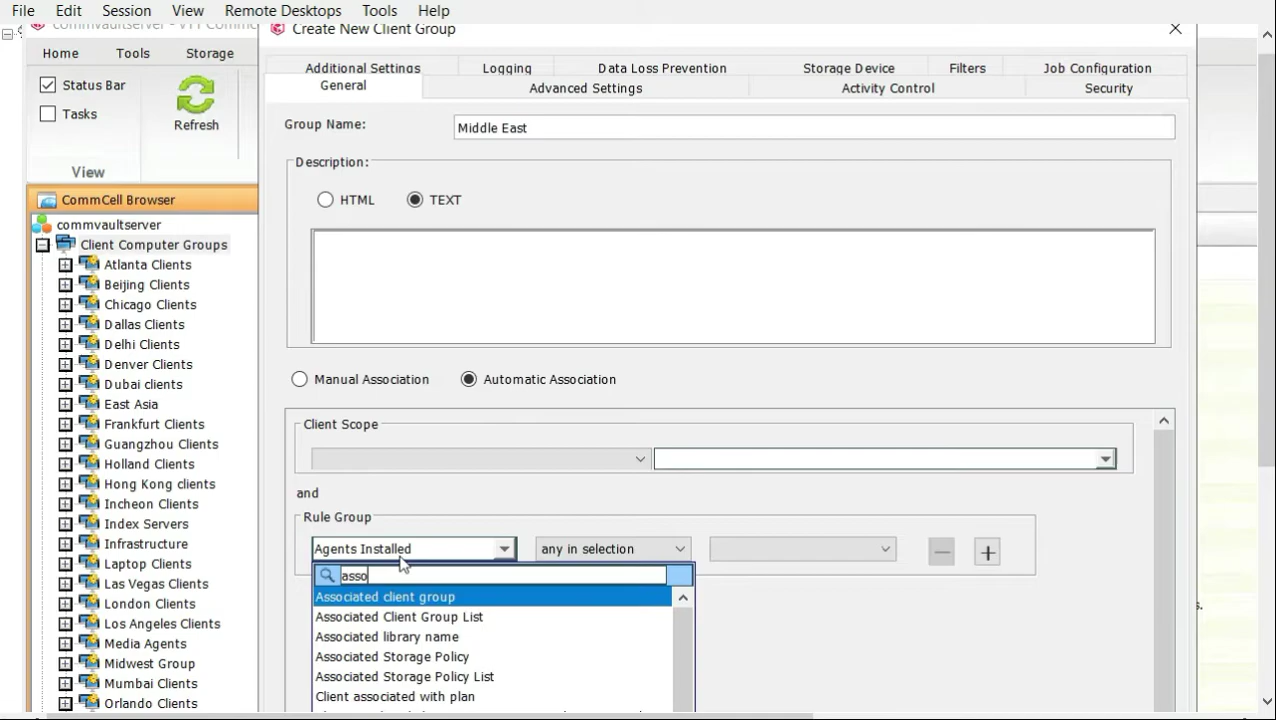 File Edit Session View Remote Desktops Tools Help
Create New Client Group
Home Tools Storage
Status Bar
Tasks
Refresh
View
CommCell Browser
commvaultserver
Client Computer Groups
Atlanta Clients
Beijing Clients
Chicago Clients
Dallas Clients
Delhi Clients
Denver Clients
Dubai clients
East Asia
Frankfurt Clients
Guangzhou Clients
Holland Clients
Hong Kong clients
Incheon Clients
Index Servers
Infrastructure
Laptop Clients
Las Vegas Clients
London Clients
Los Angeles Clients
Media Agents
Midwest Group
Mumbai Clients
Orlando Clients
Additional Settings Logging Data Loss Prevention Storage Device Filters Job Configuration
General Advanced Settings Activity Control Security
Group Name: Middle East
Description:
HTML TEXT
Manual Association Automatic Association
Client Scope
and
Rule Group
Agents Installed any in selection
asso
Associated client group
Associated Client Group List
Associated library name
Associated Storage Policy
Associated Storage Policy List
Client associated with plan